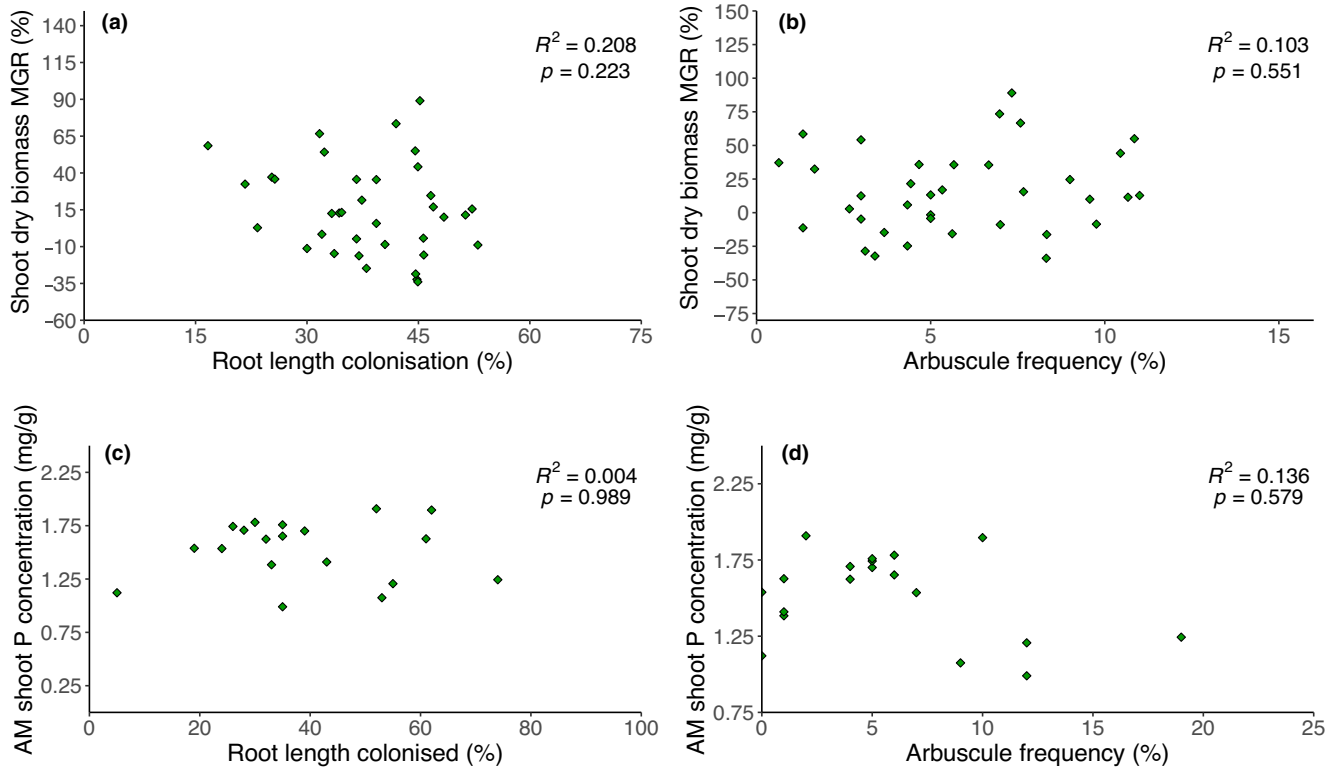 (a)
R² = 0.208
p = 0.223
Shoot dry biomass MGR (%)
140
115
90
65
40
15
−10
−35
−60
0 15 30 45 60 75
Root length colonisation (%)
(b)
R² = 0.103
p = 0.551
Shoot dry biomass MGR (%)
150
125
100
75
50
25
0
−25
−50
−75
0 5 10 15
Arbuscule frequency (%)
(c)
R² = 0.004
p = 0.989
AM shoot P concentration (mg/g)
2.25
1.75
1.25
0.75
0.25
0 20 40 60 80 100
Root length colonised (%)
(d)
R² = 0.136
p = 0.579
AM shoot P concentration (mg/g)
2.25
1.75
1.25
0.75
0 5 10 15 20 25
Arbuscule frequency (%)